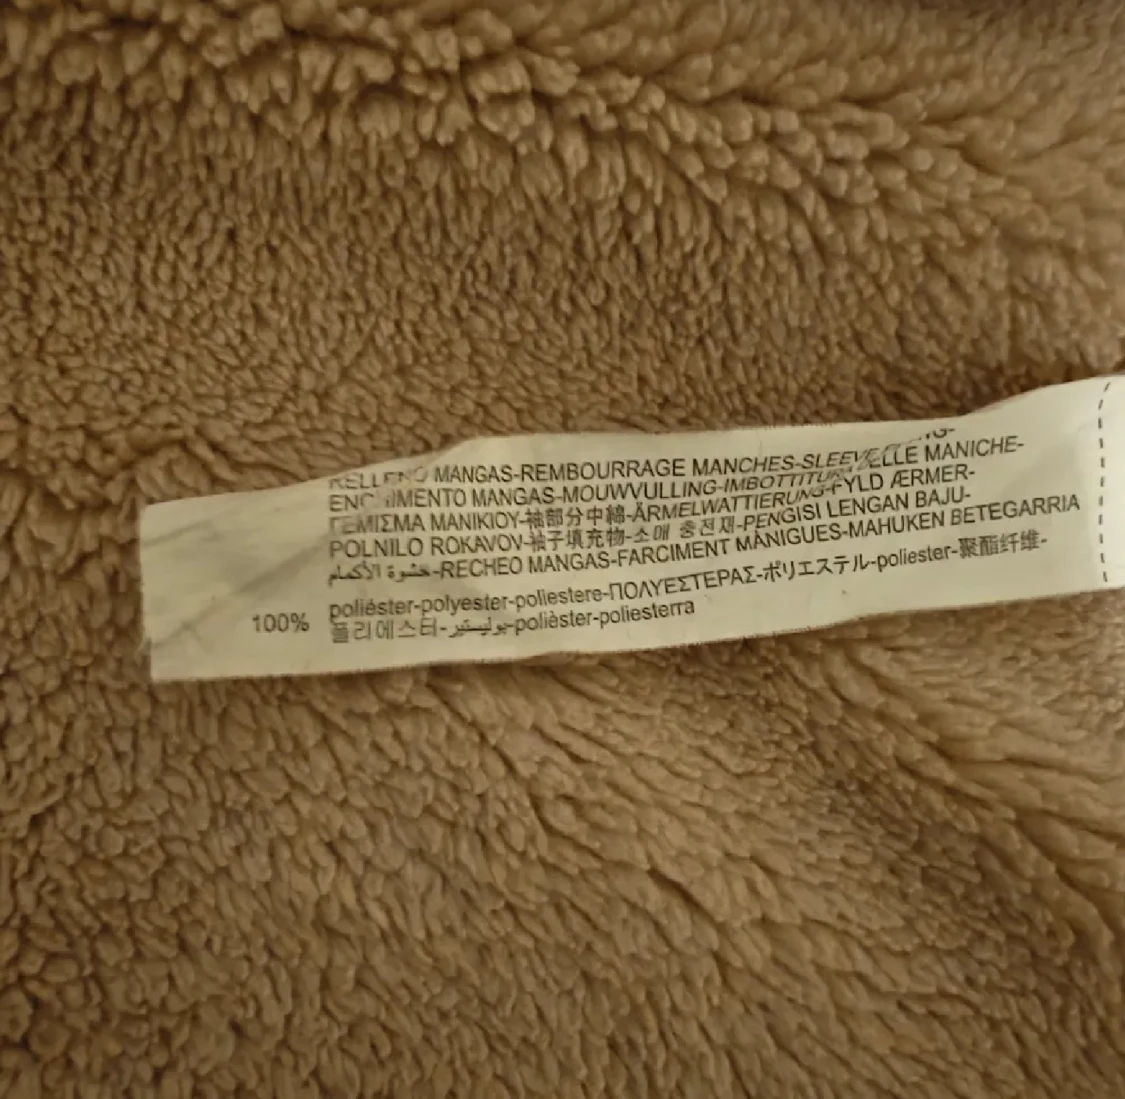 RELLENO MANGAS-REMBOURRAGE MANCHES-SLEEVE
ENCHIMENTO MANGAS-MOUWVULLING-IMBOTTITURA DELLE MANICHE-
ΓΕΜΙΣΜΑ ΜΑΝΙΚΙΟΥ-袖部分中綿-ÄRMELWATTIERUNG-FYLD ÆRMER-
POLNILO ROKAVOV-袖子填充物-소매 충전재-PENGISI LENGAN BAJU-
حشوة الأكمام-RECHEO MANGAS-FARCIMENT MÀNIGUES-MAHUKEN BETEGARRIA
100% poliéster-polyester-poliestere-ΠΟΛΥΕΣΤΕΡΑΣ-ポリエステル-poliester-聚酯纤维-
폴리에스터-بوليستير-polièster-poliesterra